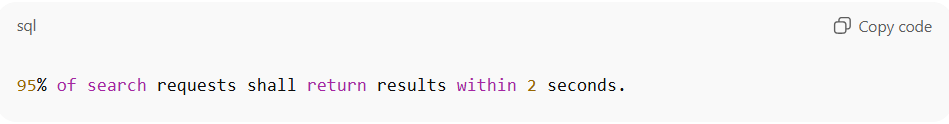 sql
Copy code
95% of search requests shall return results within 2 seconds.